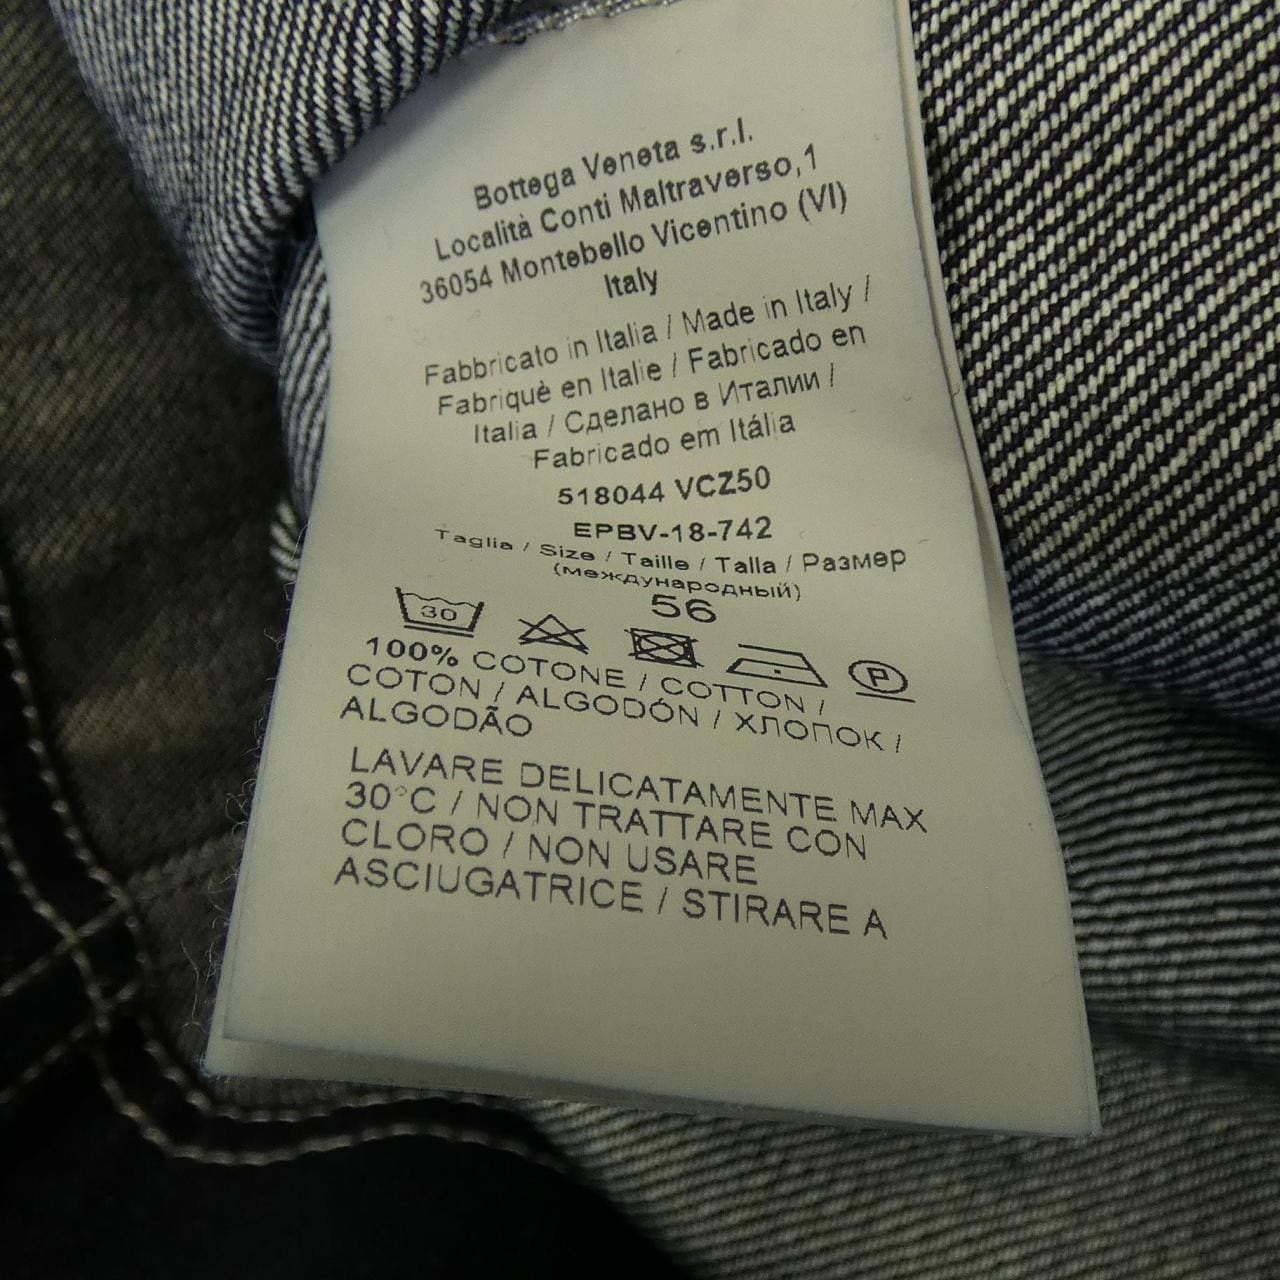 Bottega Veneta s.r.l.
Località Conti Maltraverso,1
36054 Montebello Vicentino (VI)
Italy
Fabbricato in Italia / Made in Italy /
Fabriquè en Italie / Fabricado en
Italia / Сделано в Италии /
Fabricado em Itália
518044 VCZ50
EPBV-18-742
Taglia / Size / Taille / Talla / Размер
(международный)
56
30
P
100% COTONE / COTTON /
COTON / ALGODÓN / ХЛОПОК /
ALGODÃO
LAVARE DELICATAMENTE MAX
30°C / NON TRATTARE CON
CLORO / NON USARE
ASCIUGATRICE / STIRARE A